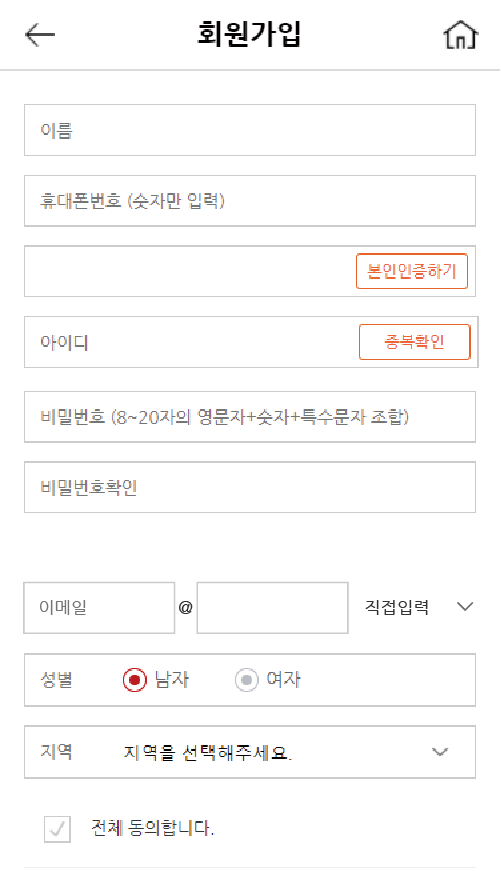 회원가입
이름
휴대폰번호 (숫자만 입력)
본인인증하기
아이디 중복확인
비밀번호 (8~20자의 영문자+숫자+특수문자 조합)
비밀번호확인
이메일 @ 직접입력
성별 남자 여자
지역 지역을 선택해주세요.
전체 동의합니다.